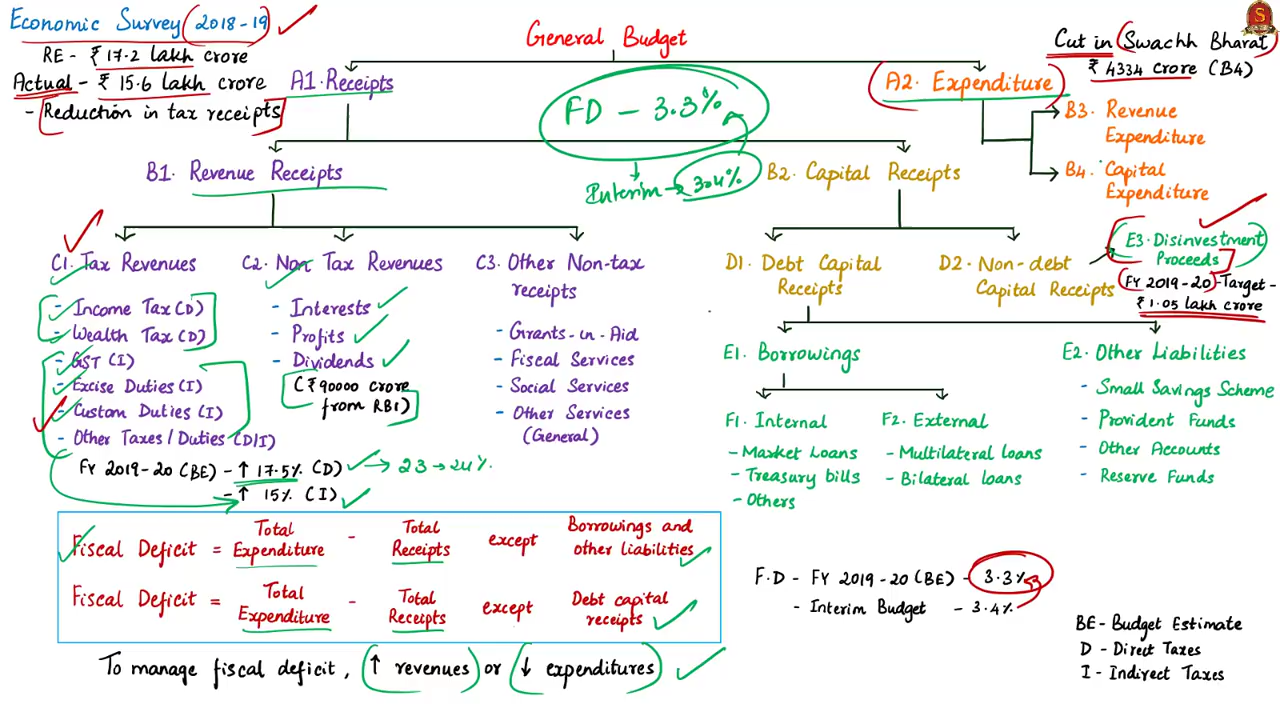 Economic Survey (2018-19)
RE - ₹ 17.2 lakh crore
Actual - ₹ 15.6 lakh crore
- Reduction in tax receipts
General Budget
S
Cut in (Swachh Bharat)
₹ 4334 crore (B4)
A1. Receipts
A2. Expenditure
FD - 3.3%
Interim → 3.4%
B3. Revenue
Expenditure
B4. Capital
Expenditure
B1. Revenue Receipts
B2. Capital Receipts
C1. Tax Revenues
- Income Tax (D)
- Wealth Tax (D)
- GST (I)
- Excise Duties (I)
- Custom Duties (I)
- Other Taxes/Duties (D/I)
FY 2019-20 (BE) - ↑ 17.5% (D) → 23 → 24%.
- ↑ 15% (I)
C2. Non Tax Revenues
- Interests
- Profits
- Dividends
(₹ 90000 crore
from RBI)
C3. Other Non-tax
receipts
- Grants-in-Aid
- Fiscal Services
- Social Services
- Other Services
(General)
D1. Debt Capital
Receipts
D2. Non-debt
Capital Receipts
E3. Disinvestment
Proceeds
(FY 2019-20)-Target -
₹ 1.05 lakh crore
E1. Borrowings
E2. Other Liabilities
- Small Savings Scheme
- Provident Funds
- Other Accounts
- Reserve Funds
F1. Internal
- Market Loans
- Treasury bills
- Others
F2. External
- Multilateral loans
- Bilateral loans
Fiscal Deficit = Total Expenditure - Total Receipts except Borrowings and other liabilities
Fiscal Deficit = Total Expenditure - Total Receipts except Debt capital receipts
To manage fiscal deficit, (↑ revenues) or (↓ expenditures)
F.D - FY 2019-20 (BE) - 3.3%
- Interim Budget - 3.4%
BE - Budget Estimate
D - Direct Taxes
I - Indirect Taxes